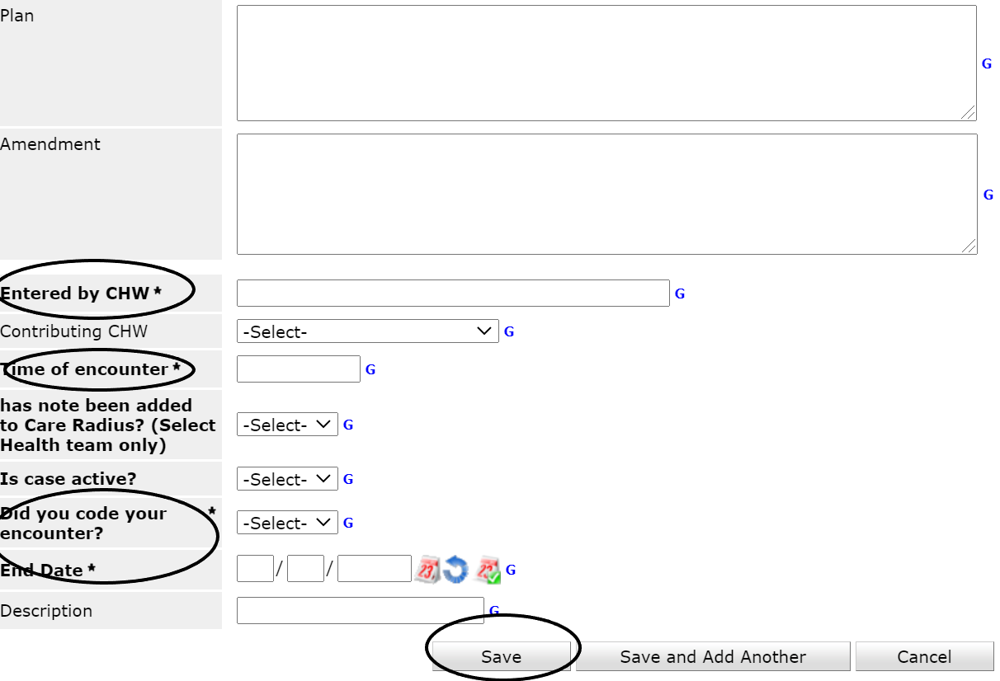 Plan
G
Amendment
G
Entered by CHW * G
Contributing CHW -Select- G
Time of encounter * G
has note been added
to Care Radius? (Select -Select- G
Health team only)
Is case active? -Select- G
Did you code your *
encounter? -Select- G
End Date * / / 23 23 G
Description G
Save Save and Add Another Cancel